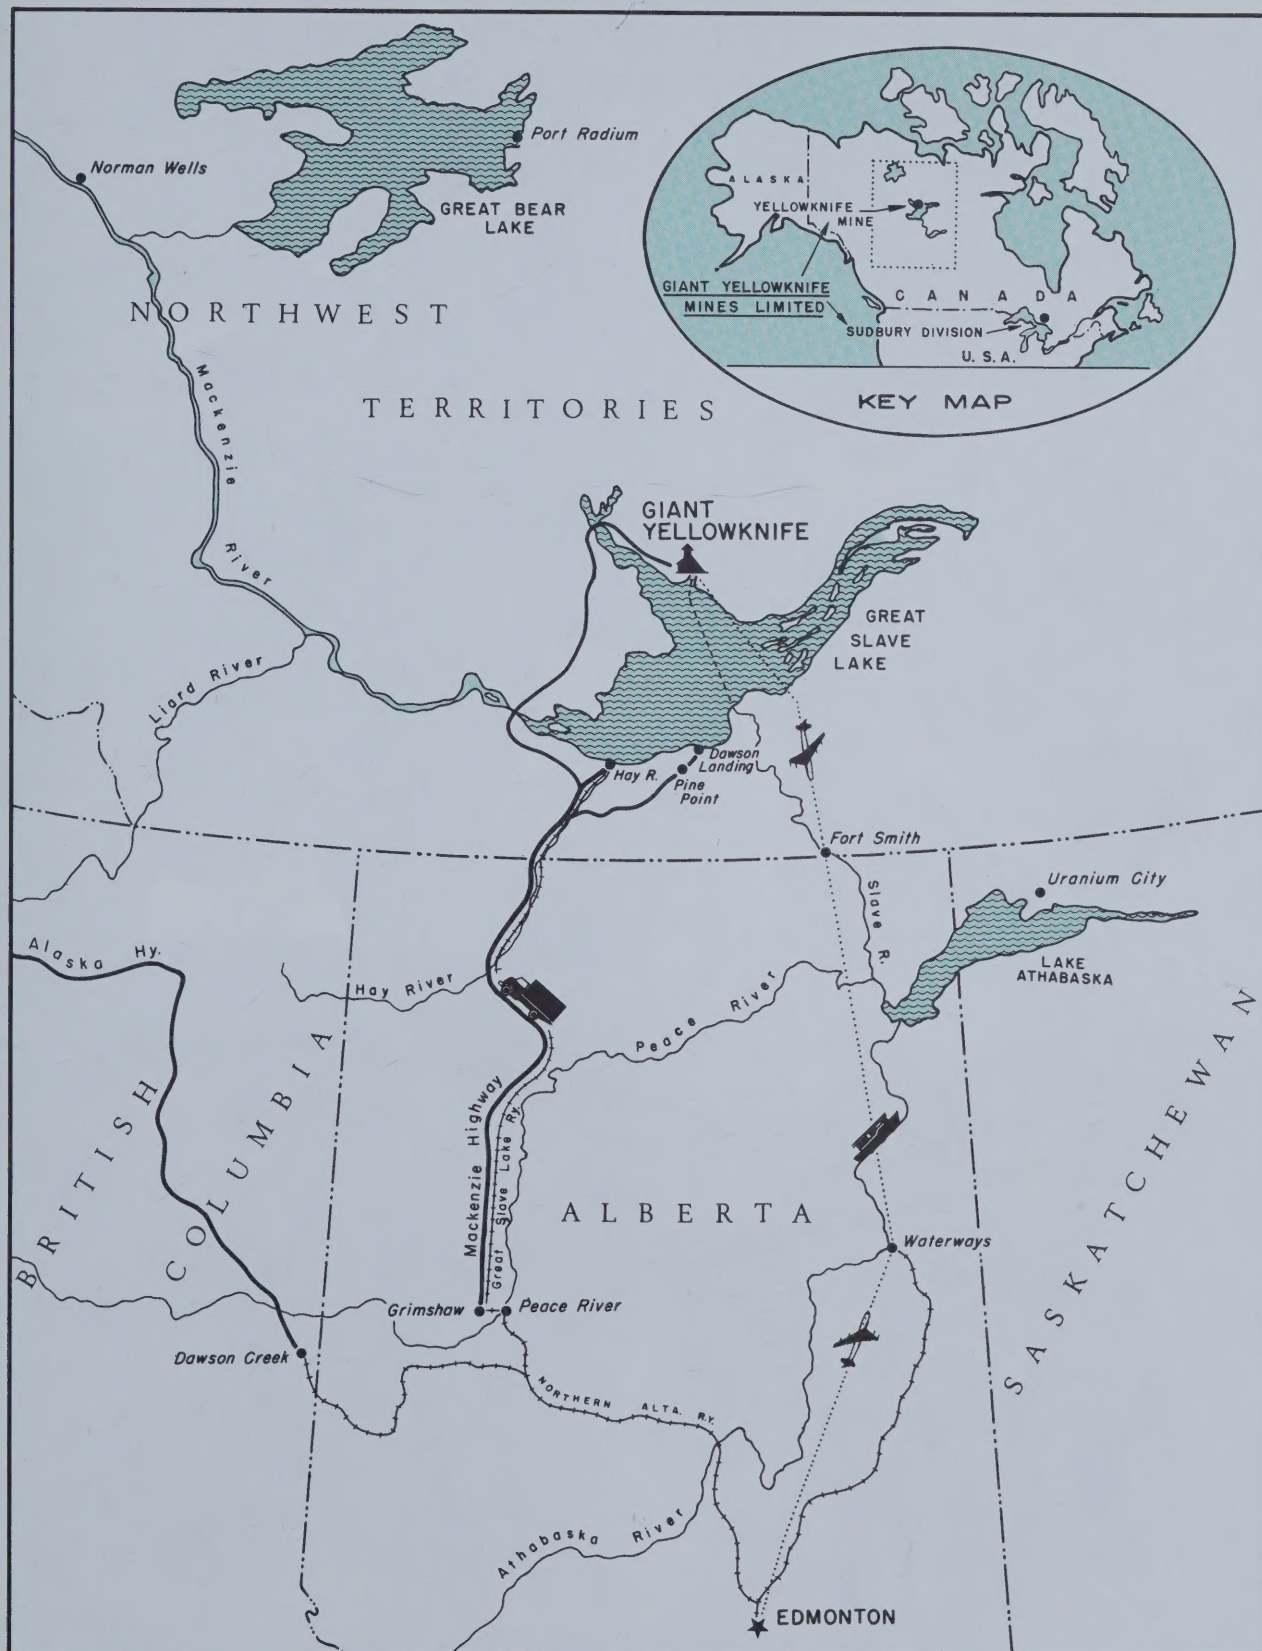 Port Radium
Norman Wells
GREAT BEAR
LAKE
NORTHWEST
TERRITORIES
ALASKA
YELLOWKNIFE
MINE
GIANT YELLOWKNIFE
MINES LIMITED
CANADA
SUDBURY DIVISION
U.S.A.
KEY MAP
Mackenzie
River
GIANT
YELLOWKNIFE
GREAT
SLAVE
LAKE
Liard River
Dawson
Landing
Hay R.
Pine
Point
Fort Smith
Uranium City
Slave R.
LAKE
ATHABASKA
Alaska Hy.
Hay River
Peace River
BRITISH
COLUMBIA
Mackenzie Highway
Great Slave Lake Ry.
ALBERTA
SASKATCHEWAN
Waterways
Grimshaw
Peace River
Dawson Creek
NORTHERN ALTA. RY.
Athabaska River
EDMONTON